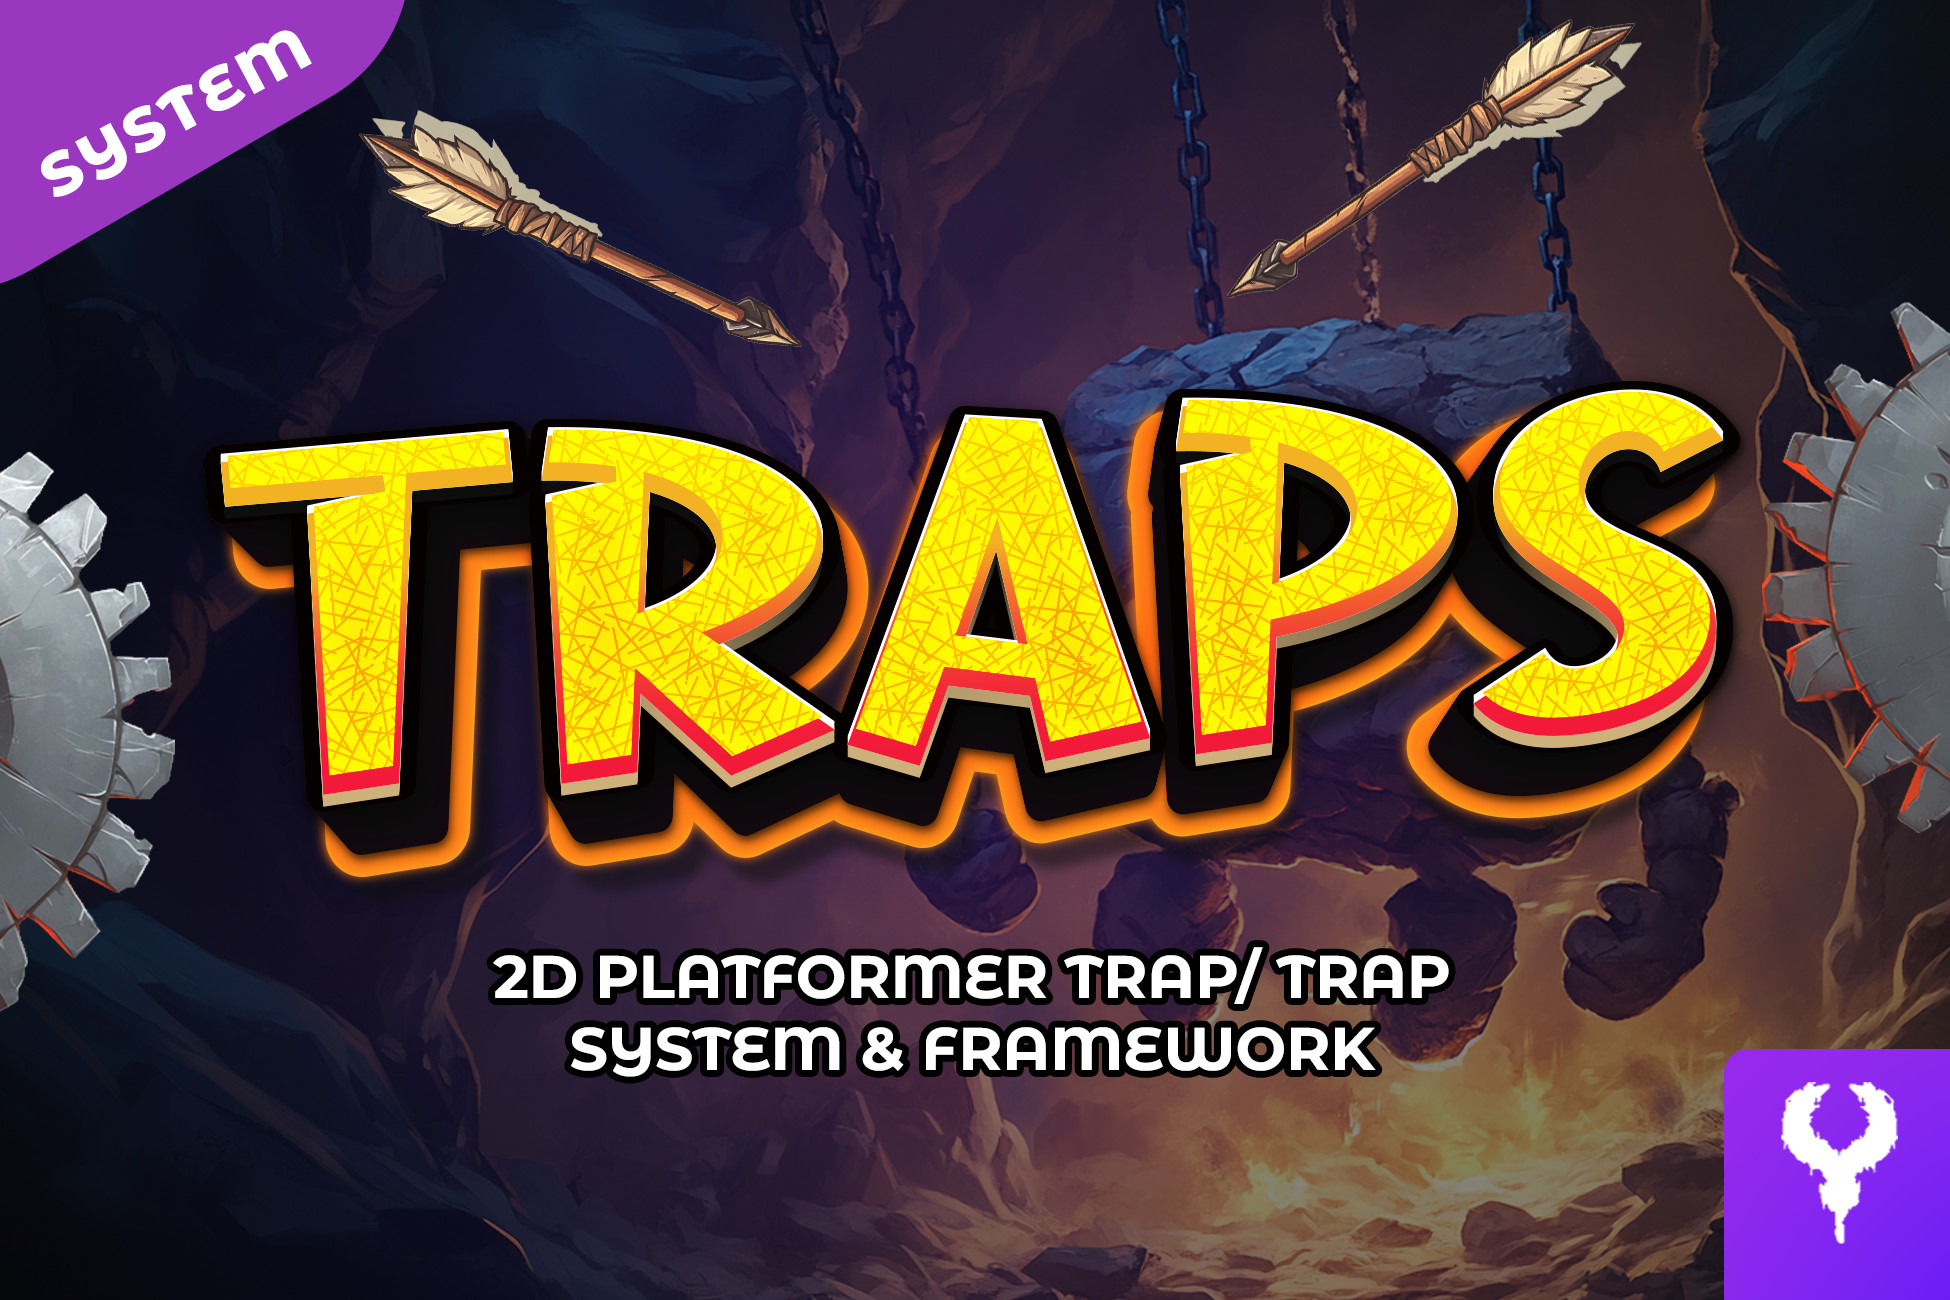 SYSTEM
TRAPS
2D PLATFORMER TRAP/ TRAP
SYSTEM & FRAMEWORK